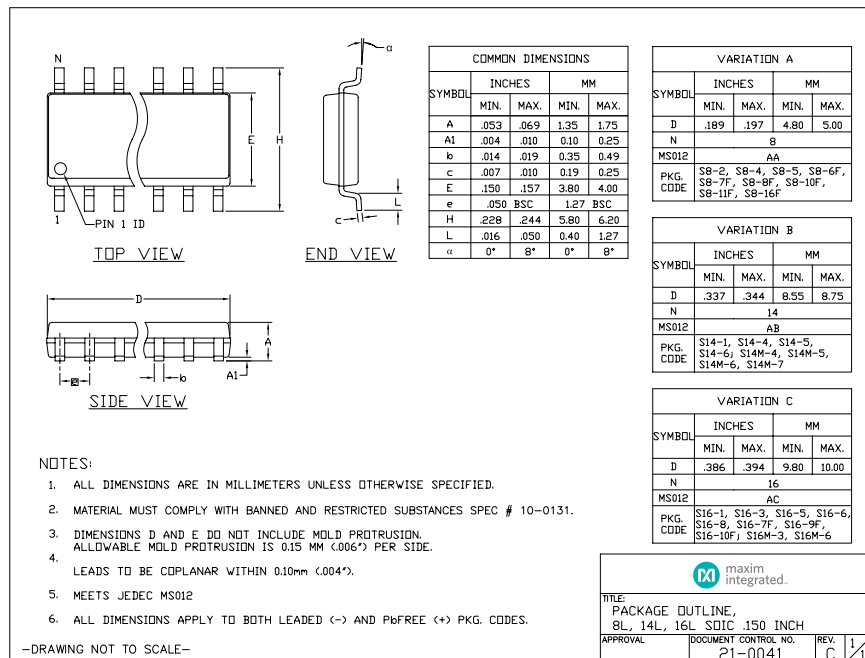 N
α
E
H
1
PIN 1 ID
TOP VIEW
c
L
END VIEW
D
A
A1
e
b
SIDE VIEW
COMMON DIMENSIONS
SYMBOL INCHES MM
MIN. MAX. MIN. MAX.
A .053 .069 1.35 1.75
A1 .004 .010 0.10 0.25
b .014 .019 0.35 0.49
c .007 .010 0.19 0.25
E .150 .157 3.80 4.00
e .050 BSC 1.27 BSC
H .228 .244 5.80 6.20
L .016 .050 0.40 1.27
α 0° 8° 0° 8°
VARIATION A
SYMBOL INCHES MM
MIN. MAX. MIN. MAX.
D .189 .197 4.80 5.00
N 8
MS012 AA
PKG. CODE S8-2, S8-4, S8-5, S8-6F,
S8-7F, S8-8F, S8-10F,
S8-11F, S8-16F
VARIATION B
SYMBOL INCHES MM
MIN. MAX. MIN. MAX.
D .337 .344 8.55 8.75
N 14
MS012 AB
PKG. CODE S14-1, S14-4, S14-5,
S14-6; S14M-4, S14M-5,
S14M-6, S14M-7
VARIATION C
SYMBOL INCHES MM
MIN. MAX. MIN. MAX.
D .386 .394 9.80 10.00
N 16
MS012 AC
PKG. CODE S16-1, S16-3, S16-5, S16-6,
S16-8, S16-7F, S16-9F,
S16-10F; S16M-3, S16M-6
NOTES:
1. ALL DIMENSIONS ARE IN MILLIMETERS UNLESS OTHERWISE SPECIFIED.
2. MATERIAL MUST COMPLY WITH BANNED AND RESTRICTED SUBSTANCES SPEC # 10-0131.
3. DIMENSIONS D AND E DO NOT INCLUDE MOLD PROTRUSION.
ALLOWABLE MOLD PROTRUSION IS 0.15 MM (.006") PER SIDE.
4.
LEADS TO BE COPLANAR WITHIN 0.10mm (.004").
5. MEETS JEDEC MS012
6. ALL DIMENSIONS APPLY TO BOTH LEADED (-) AND PbFREE (+) PKG. CODES.
-DRAWING NOT TO SCALE-
maxim
integrated™
TITLE:
PACKAGE OUTLINE,
8L, 14L, 16L SOIC .150 INCH
APPROVAL DOCUMENT CONTROL NO. REV.
21-0041 C 1/1